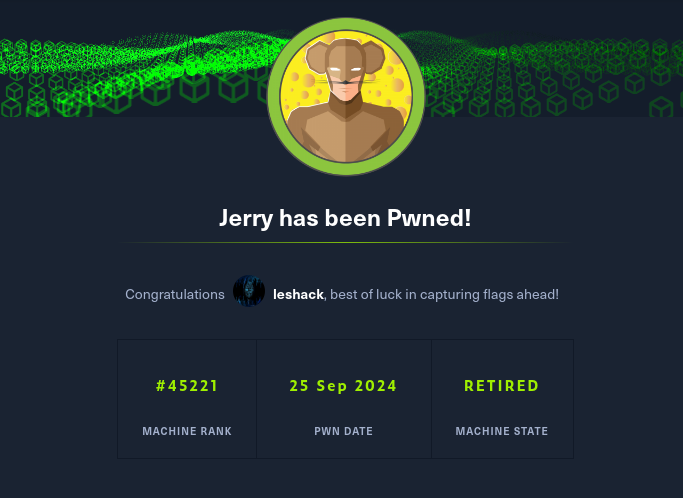 Jerry has been Pwned!
Congratulations leshack, best of luck in capturing flags ahead!
#45221 25 Sep 2024 RETIRED
MACHINE RANK PWN DATE MACHINE STATE